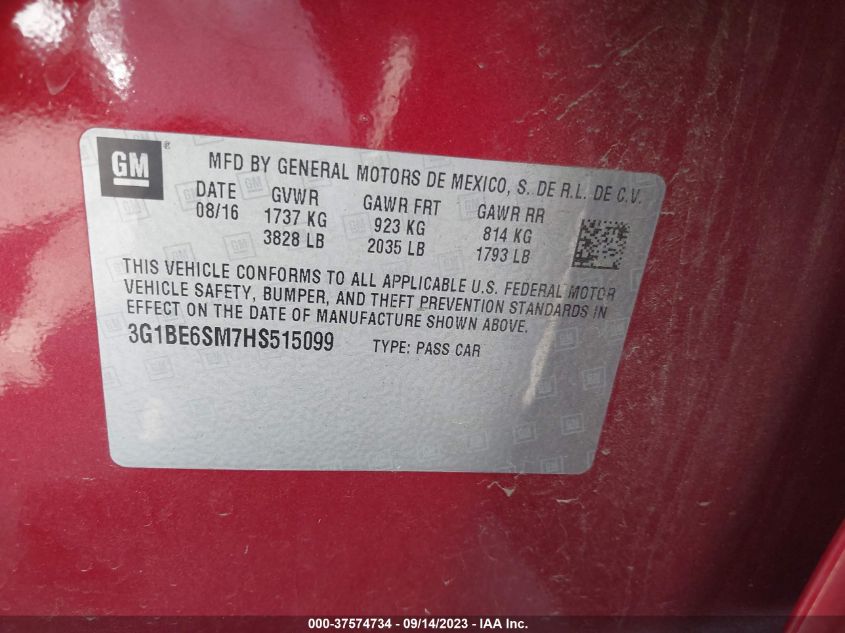 GM ® MFD BY GENERAL MOTORS DE MEXICO, S. DE R.L. DE C.V.
DATE GVWR GAWR FRT GAWR RR
08/16 1737 KG 923 KG 814 KG
3828 LB 2035 LB 1793 LB
THIS VEHICLE CONFORMS TO ALL APPLICABLE U.S. FEDERAL MOTOR
VEHICLE SAFETY, BUMPER, AND THEFT PREVENTION STANDARDS IN
EFFECT ON THE DATE OF MANUFACTURE SHOWN ABOVE.
3G1BE6SM7HS515099 TYPE: PASS CAR
000-37574734 - 09/14/2023 - IAA Inc.